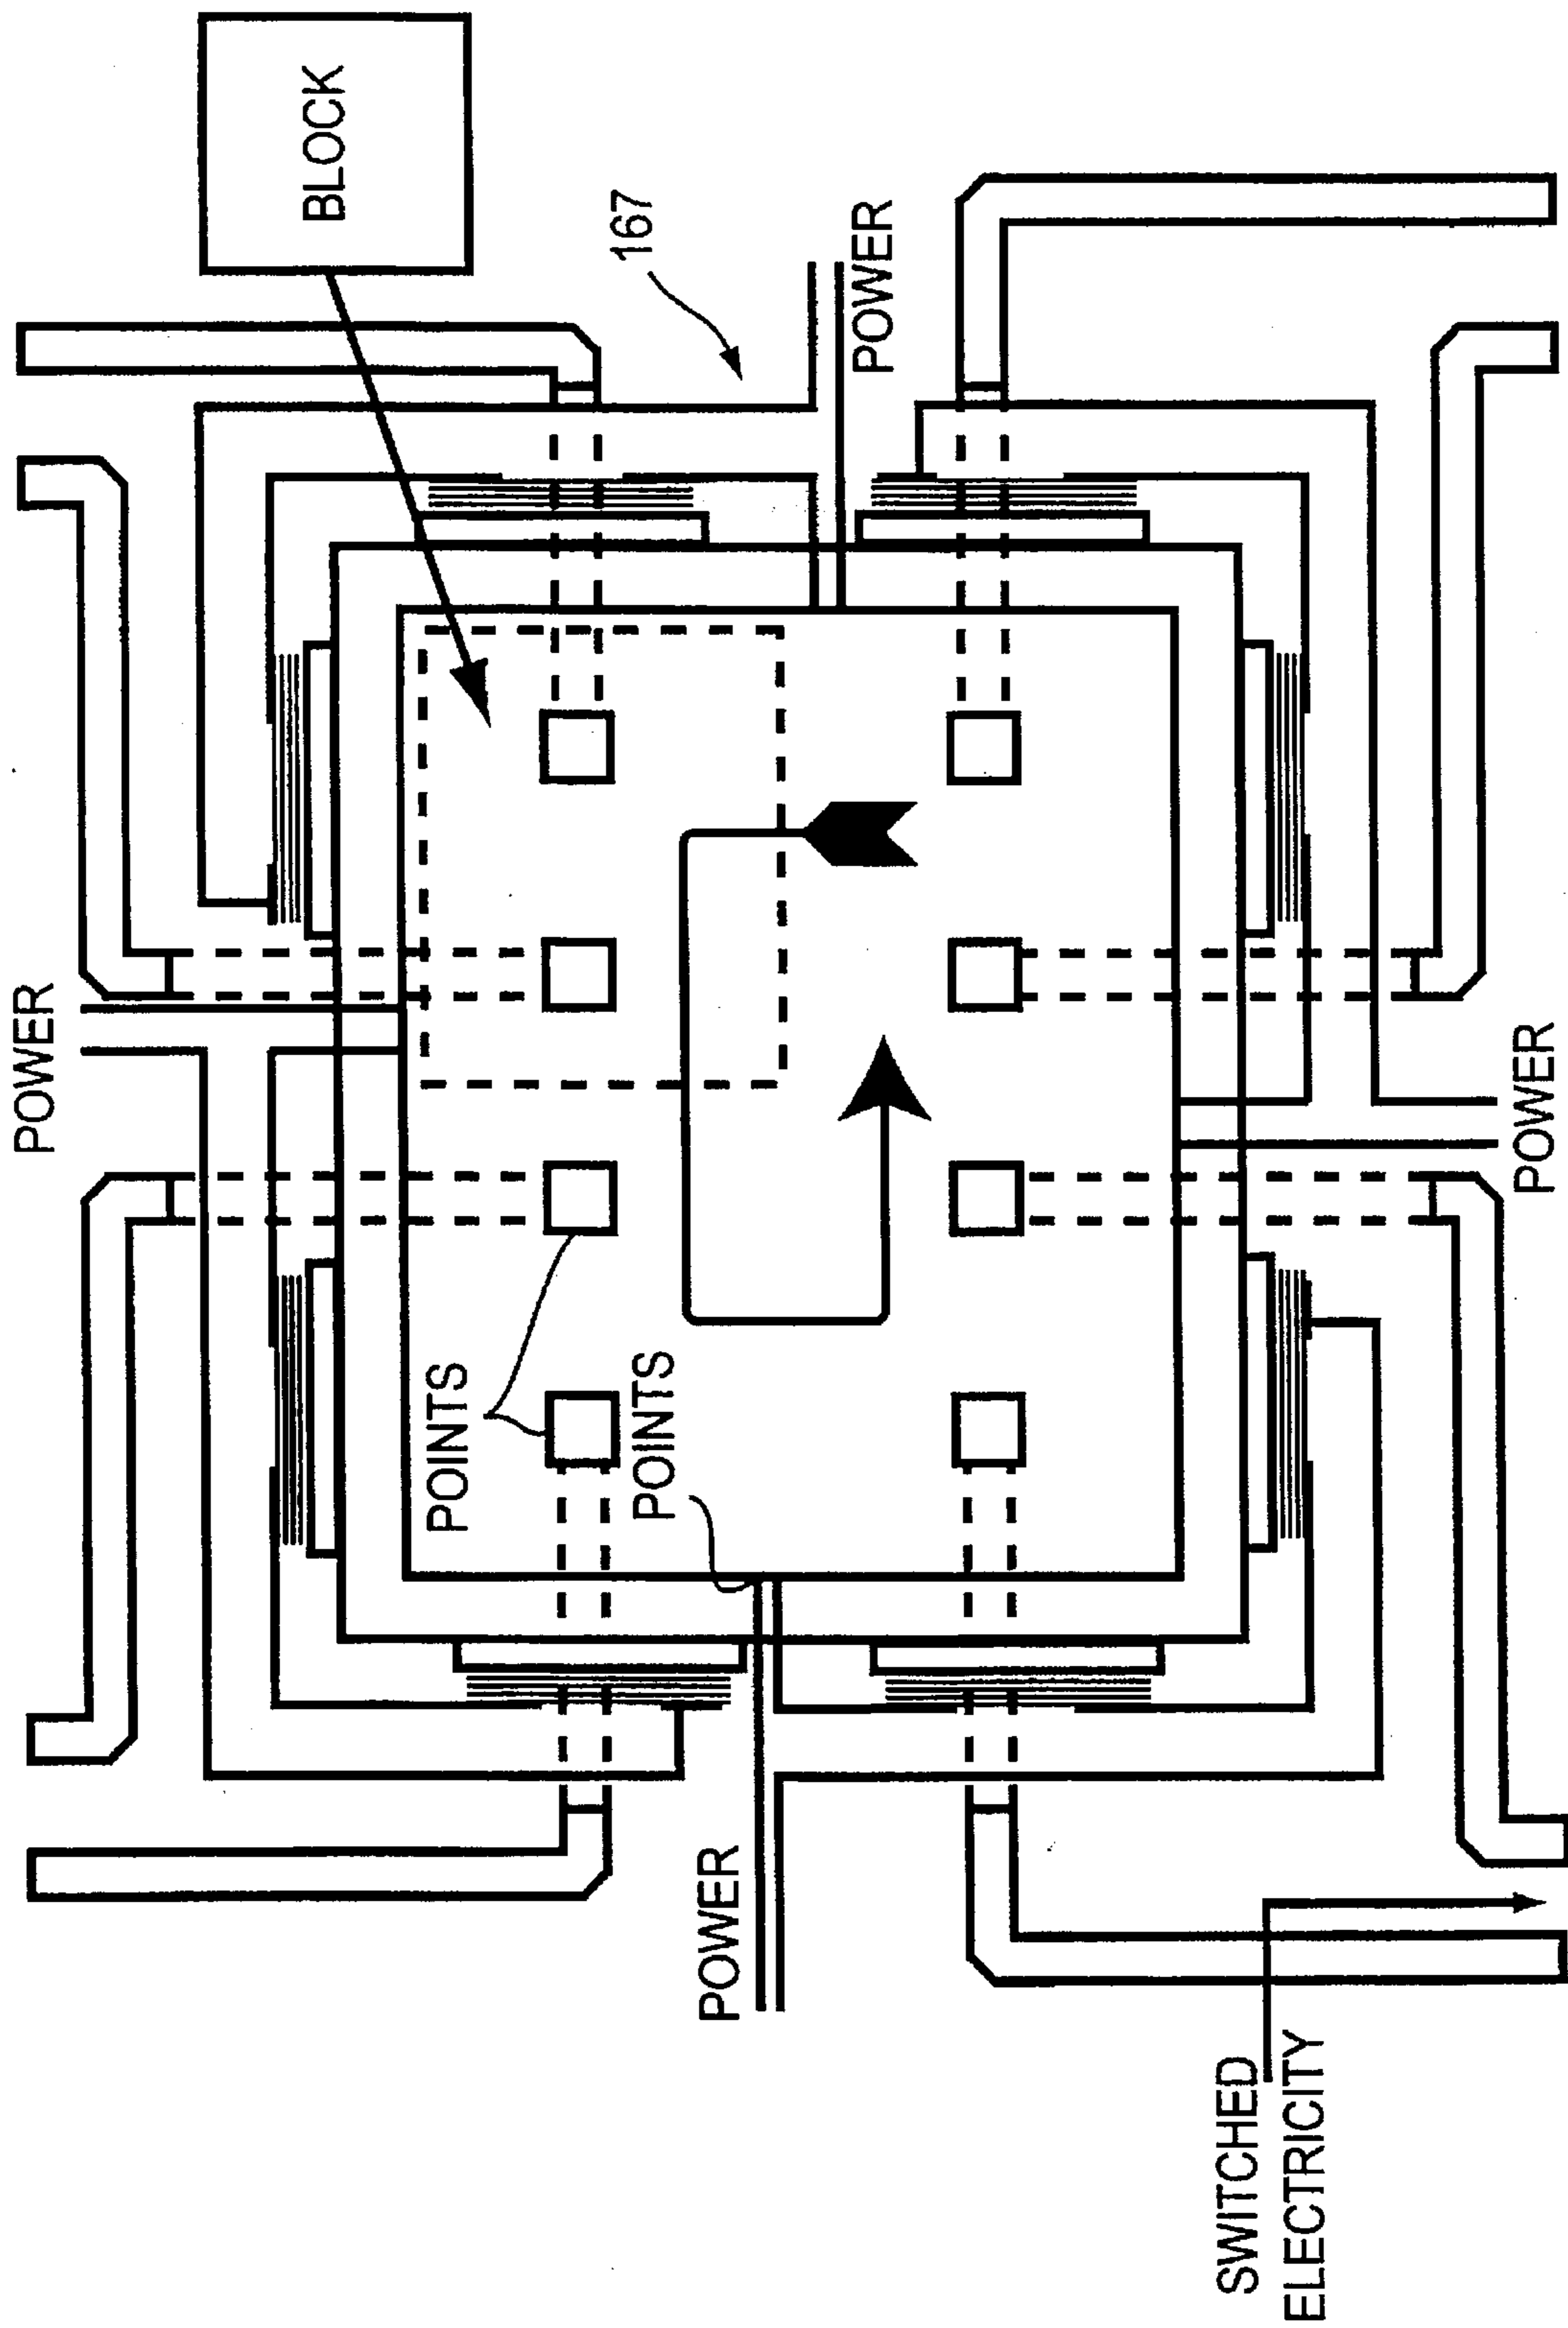 BLOCK
167
POWER
POWER
POINTS
POINTS
POWER
POWER
SWITCHED
ELECTRICITY